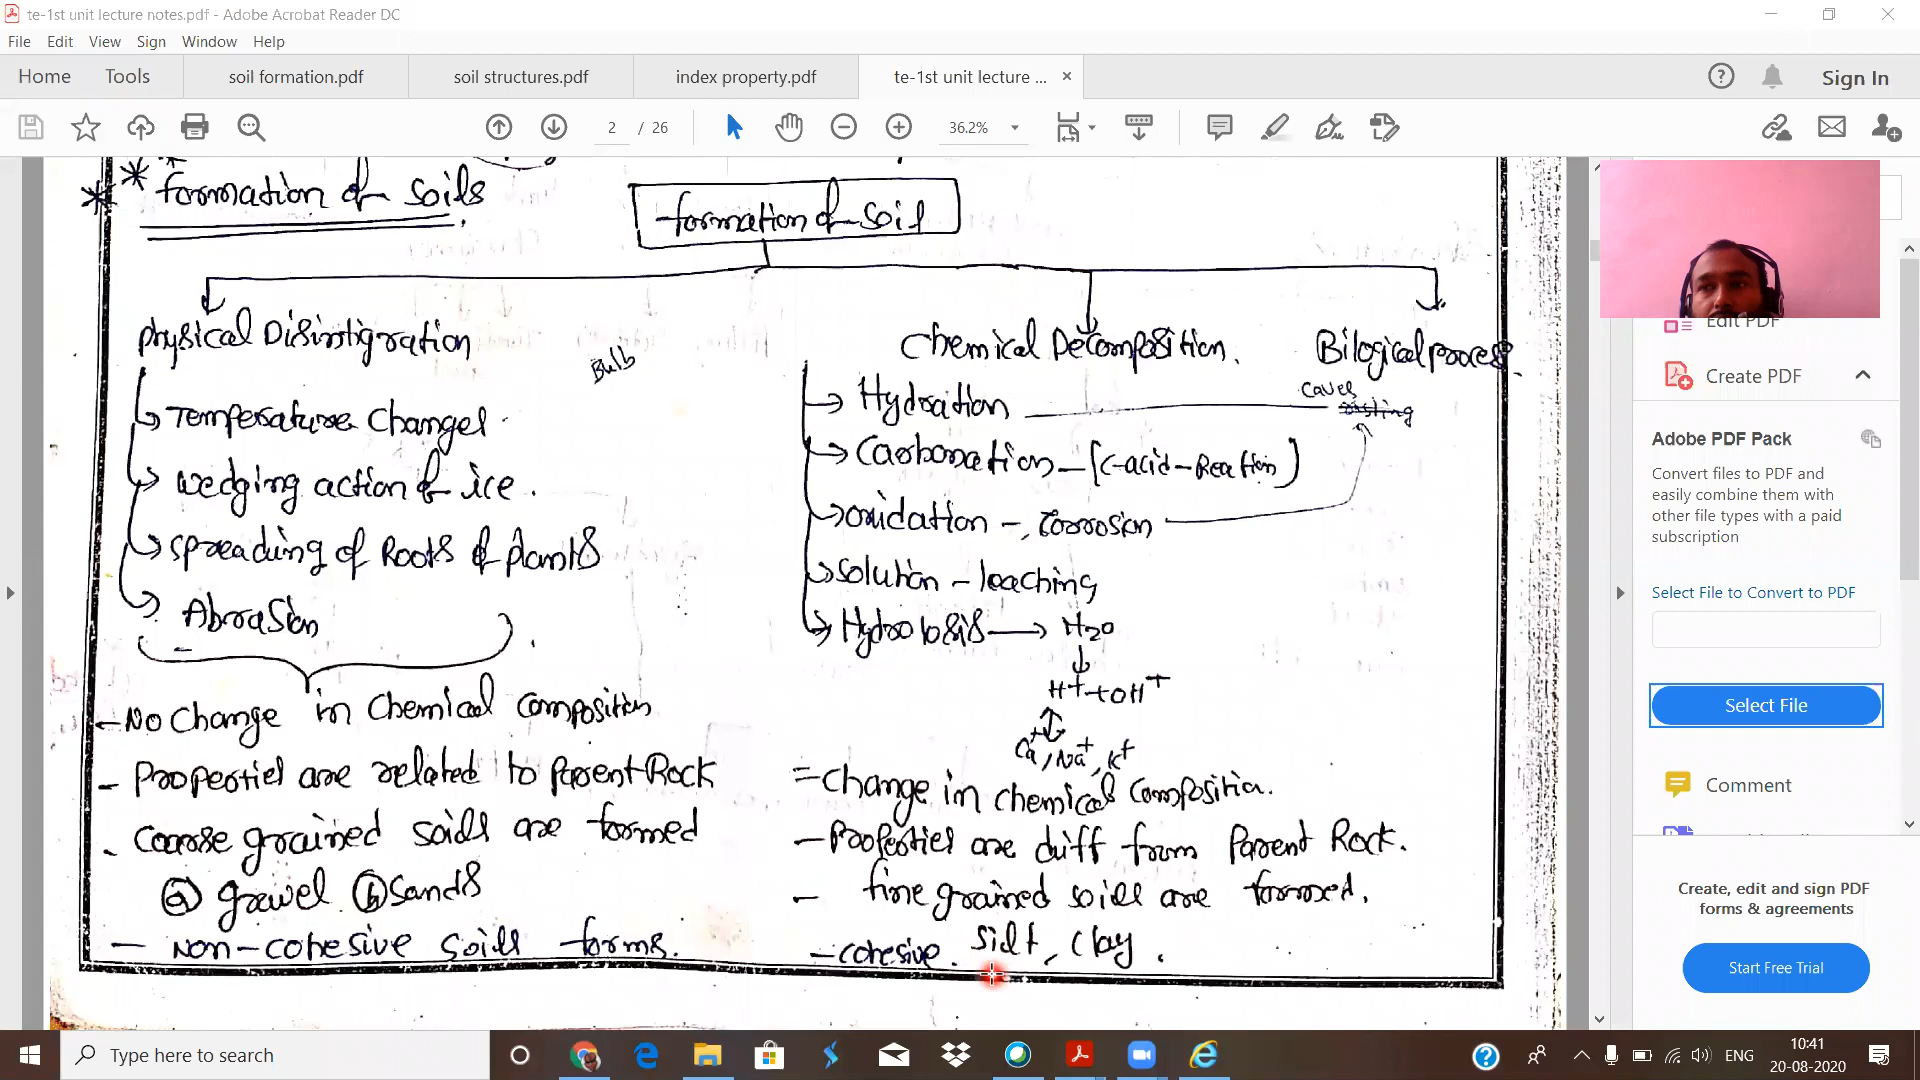 te-1st unit lecture notes.pdf - Adobe Acrobat Reader DC
File Edit View Sign Window Help
Home Tools soil formation.pdf soil structures.pdf index property.pdf te-1st unit lecture ... ×
Sign In
2 / 26 36.2%
** formation of soils
formation of soil
Physical Disintigration
Bulb
Chemical Decomposition.
Bilogical process.
Temperature Changes
wedging action of ice.
spreading of Roots of plants
Abrasion
Hydration
caves
Carbonation - (C-acid-Reaction)
oxidation - corrosion
solution - leaching
Hydrolosis → H2O
H+ + OH+
Ca+, Na+, K+
- No change in chemical composition
- Properties are related to Parent Rock
- coarse grained soils are formed
(a) gravel (b) sands
- Non-cohesive soils forms.
= change in chemical composition.
- Properties are diff from Parent Rock.
- fine grained soils are formed.
- cohesive. silt, clay.
Edit PDF
Create PDF
Adobe PDF Pack
Convert files to PDF and
easily combine them with
other file types with a paid
subscription
Select File to Convert to PDF
Select File
Comment
Create, edit and sign PDF
forms & agreements
Start Free Trial
Type here to search
ENG
10:41
20-08-2020